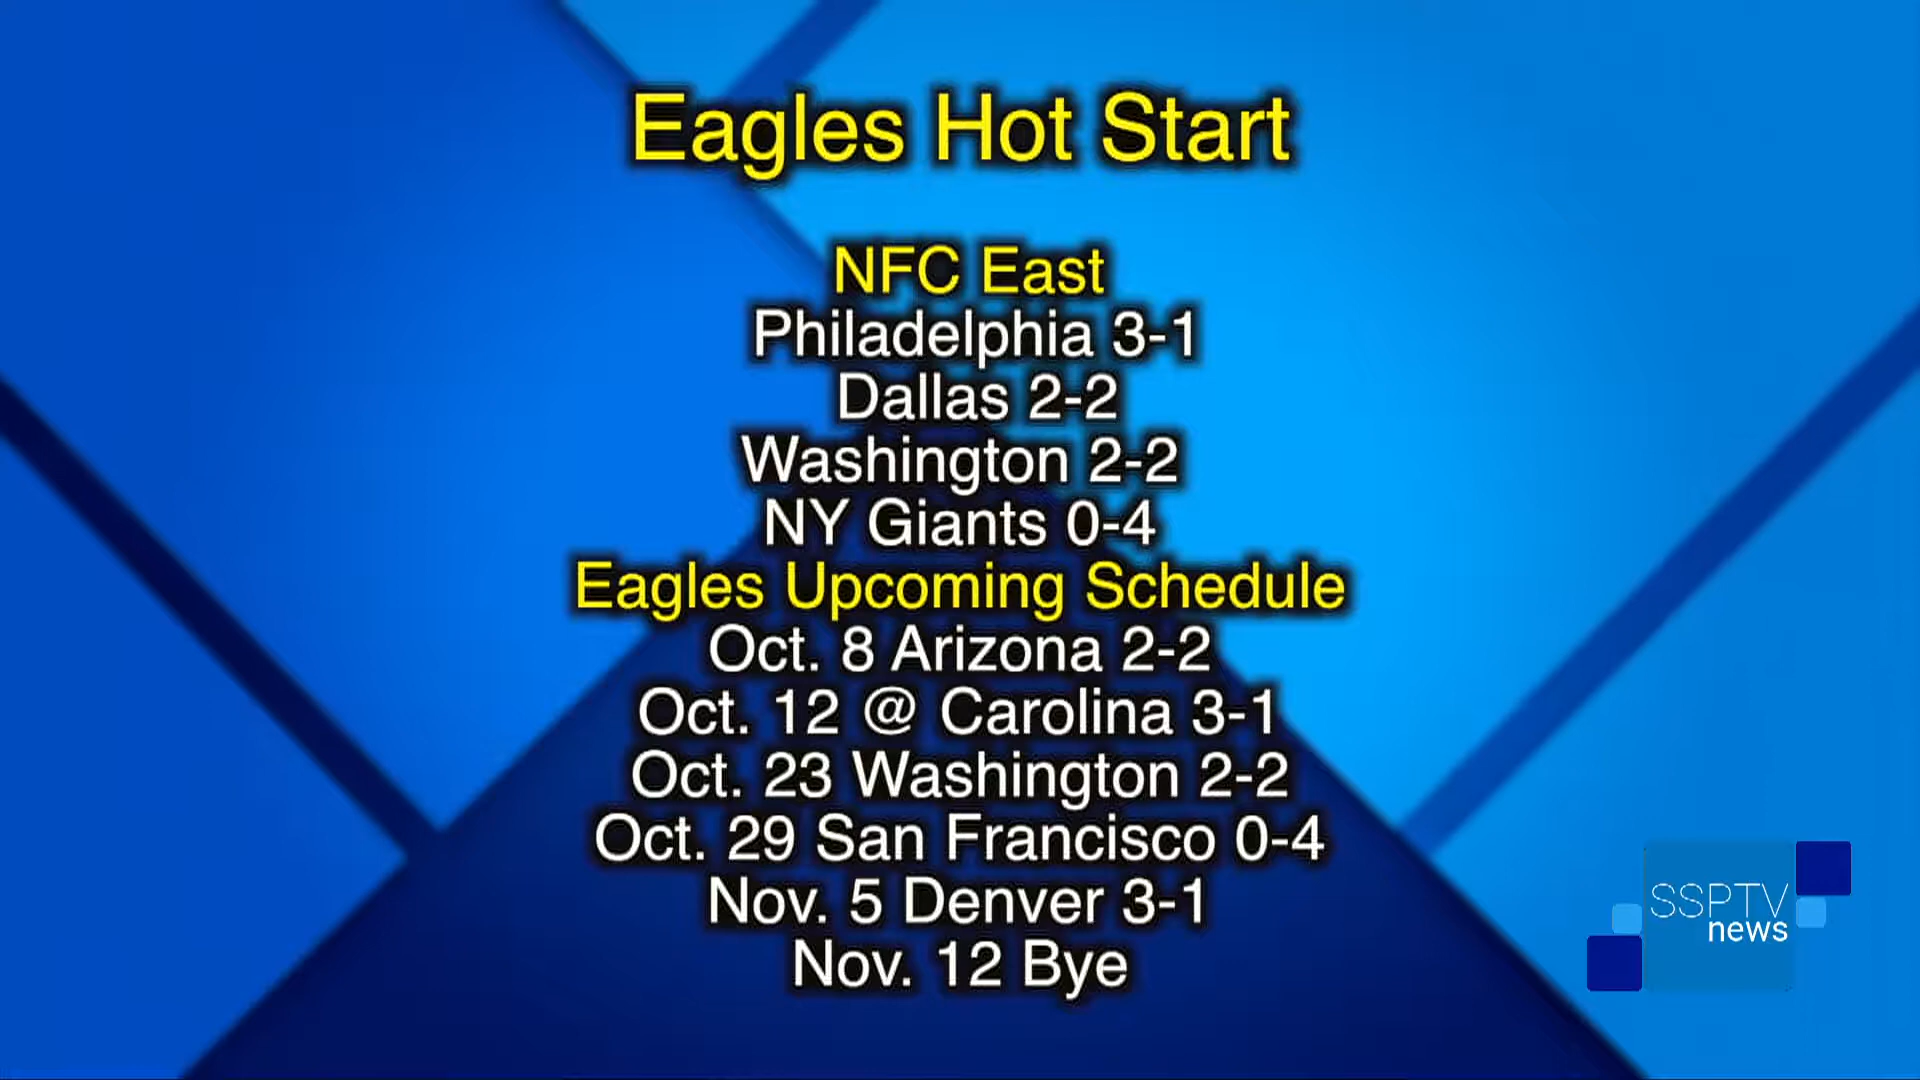 Eagles Hot Start
NFC East
Philadelphia 3-1
Dallas 2-2
Washington 2-2
NY Giants 0-4
Eagles Upcoming Schedule
Oct. 8 Arizona 2-2
Oct. 12 @ Carolina 3-1
Oct. 23 Washington 2-2
Oct. 29 San Francisco 0-4
Nov. 5 Denver 3-1
Nov. 12 Bye
SSPTV
news